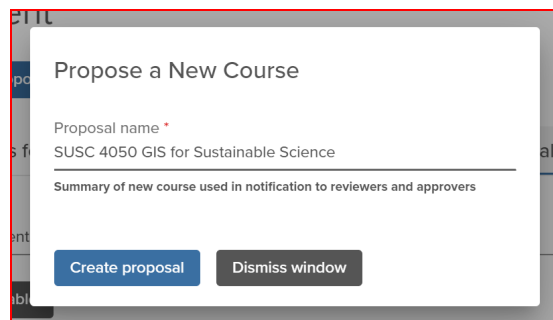 Propose a New Course
Proposal name *
SUSC 4050 GIS for Sustainable Science
Summary of new course used in notification to reviewers and approvers
Create proposal Dismiss window